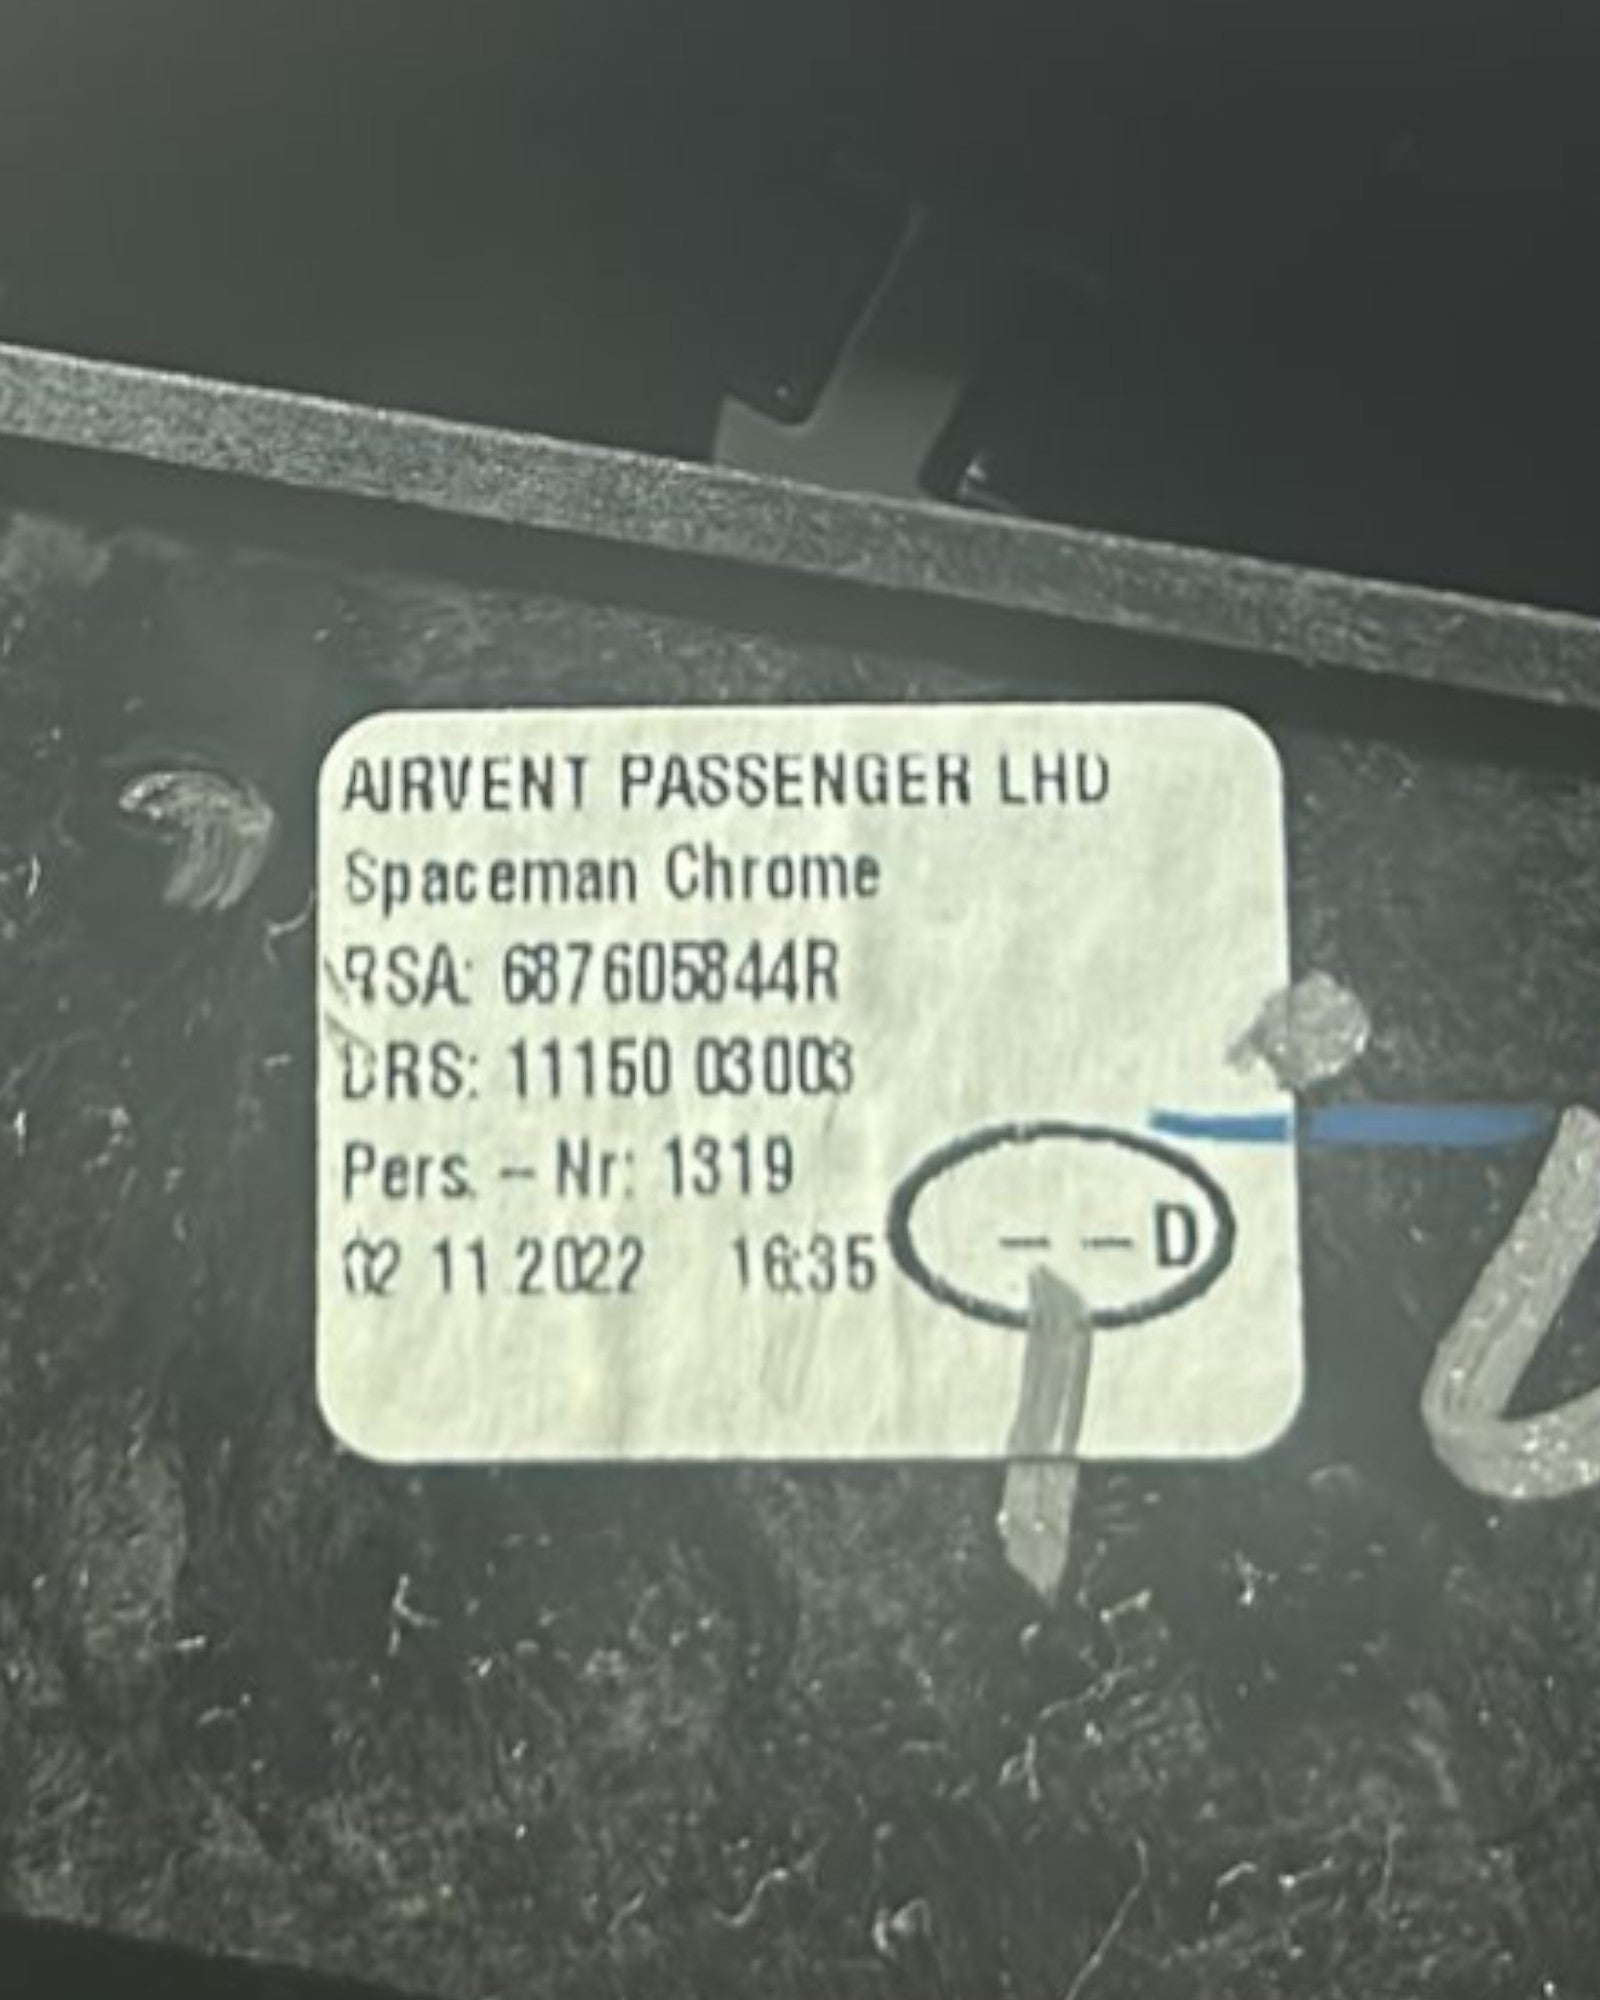 AIRVENT PASSENGER LHD
Spaceman Chrome
RSA: 687605844R
DRS: 11150 03003
Pers. - Nr: 1319
02 11 2022 16:35
- - D